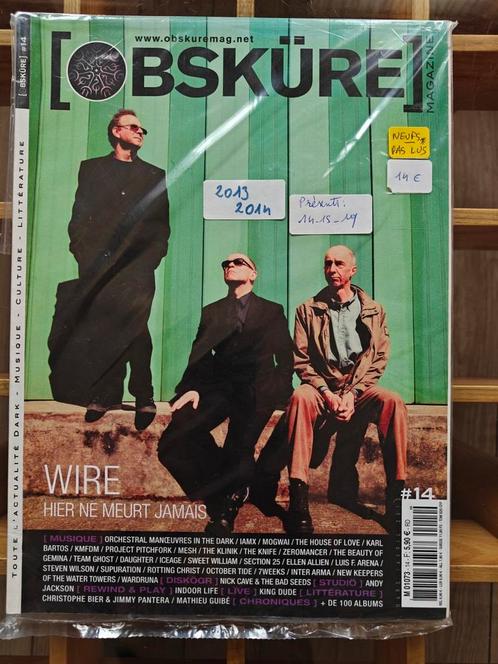 www.obskuremag.net
[OBSKÜRE]
MAGAZINE
[OBSKÜRE] #14
TOUTE L'ACTUALITÉ DARK - MUSIQUE - CULTURE - LITTÉRATURE
NEUFS
PAS LUS
14 €
2013
2014
Présents:
14_15_19
WIRE
HIER NE MEURT JAMAIS
#14
[ MUSIQUE ] ORCHESTRAL MANŒUVRES IN THE DARK / IAMX / MOGWAI / THE HOUSE OF LOVE / KARL
BARTOS / KMFDM / PROJECT PITCHFORK / MESH / THE KLINIK / THE KNIFE / ZEROMANCER / THE BEAUTY OF
GEMINA / TEAM GHOST / DAUGHTER / ICEAGE / SWEET WILLIAM / SECTION 25 / ELLEN ALLIEN / LUIS F. ARENA /
STEVEN WILSON / SUPURATION / ROTTING CHRIST / OCTOBER TIDE / 7WEEKS / INTER ARMA / NEW KEEPERS
OF THE WATER TOWERS / WARDRUNA [ DISKÖGR ] NICK CAVE & THE BAD SEEDS [ STUDIO ] ANDY
JACKSON [ REWIND & PLAY ] INDOOR LIFE [ LIVE ] KING DUDE [ LITTÉRATURE ]
CHRISTOPHE BIER & JIMMY PANTERA / MATHIEU GUIBÉ [ CHRONIQUES ] + DE 100 ALBUMS
M 01073 - 14 - F: 5,90 € - RD